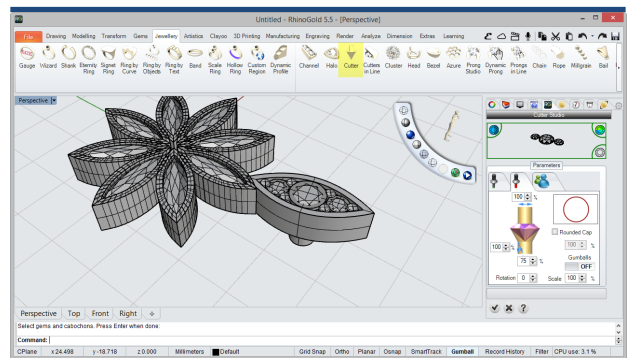 Untitled - RhinoGold 5.5 - [Perspective]
File Drawing Modelling Transform Gems Jewellery Artistics Clayoo 3D Printing Manufacturing Engraving Render Analyze Dimension Extras Learning
Gauge Wizard Shank Eternity Ring Signet Ring Ring by Curve Ring by Objects Ring by Text Band Scale Ring Hollow Ring Custom Region Dynamic Profile Channel Halo Cutter Cutters in Line Cluster Head Bezel Azure Prong Studio Dynamic Prong Prongs in Line Chain Rope Millgrain Bail
Perspective
Cutter Studio
Parameters
100 %
Rounded Cap
100 %
100 %
Gumballs
75 %
OFF
Rotation 0 Scale 100 %
Perspective Top Front Right
Select gems and cabochons. Press Enter when done:
Command:
CPlane x 24.498 y -18.718 z 0.000 Millimeters Default Grid Snap Ortho Planar Osnap SmartTrack Gumball Record History Filter CPU use: 3.1 %